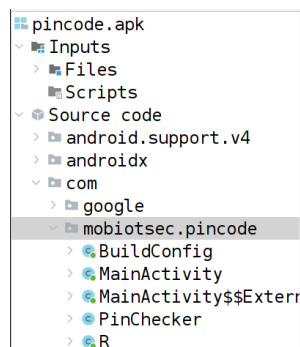 pincode.apk
Inputs
Files
Scripts
Source code
android.support.v4
androidx
com
google
mobiotsec.pincode
BuildConfig
MainActivity
MainActivity$$Extern
PinChecker
R